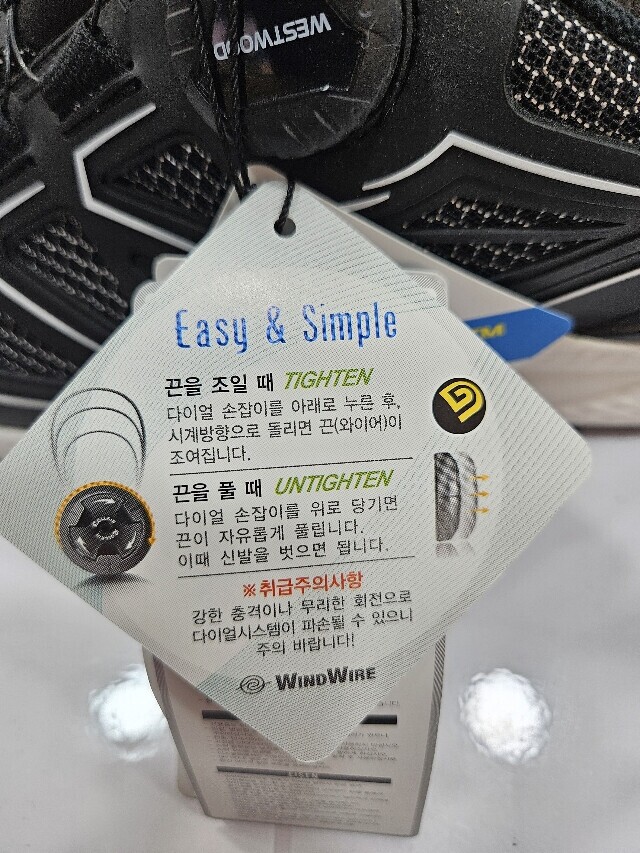 WESTWOOD
Easy & Simple
끈을 조일 때 TIGHTEN
다이얼 손잡이를 아래로 누른 후,
시계방향으로 돌리면 끈(와이어)이
조여집니다.
끈을 풀 때 UNTIGHTEN
다이얼 손잡이를 위로 당기면
끈이 자유롭게 풀립니다.
이때 신발을 벗으면 됩니다.
※취급주의사항
강한 충격이나 무리한 회전으로
다이얼시스템이 파손될 수 있으니
주의 바랍니다!
WINDWIRE